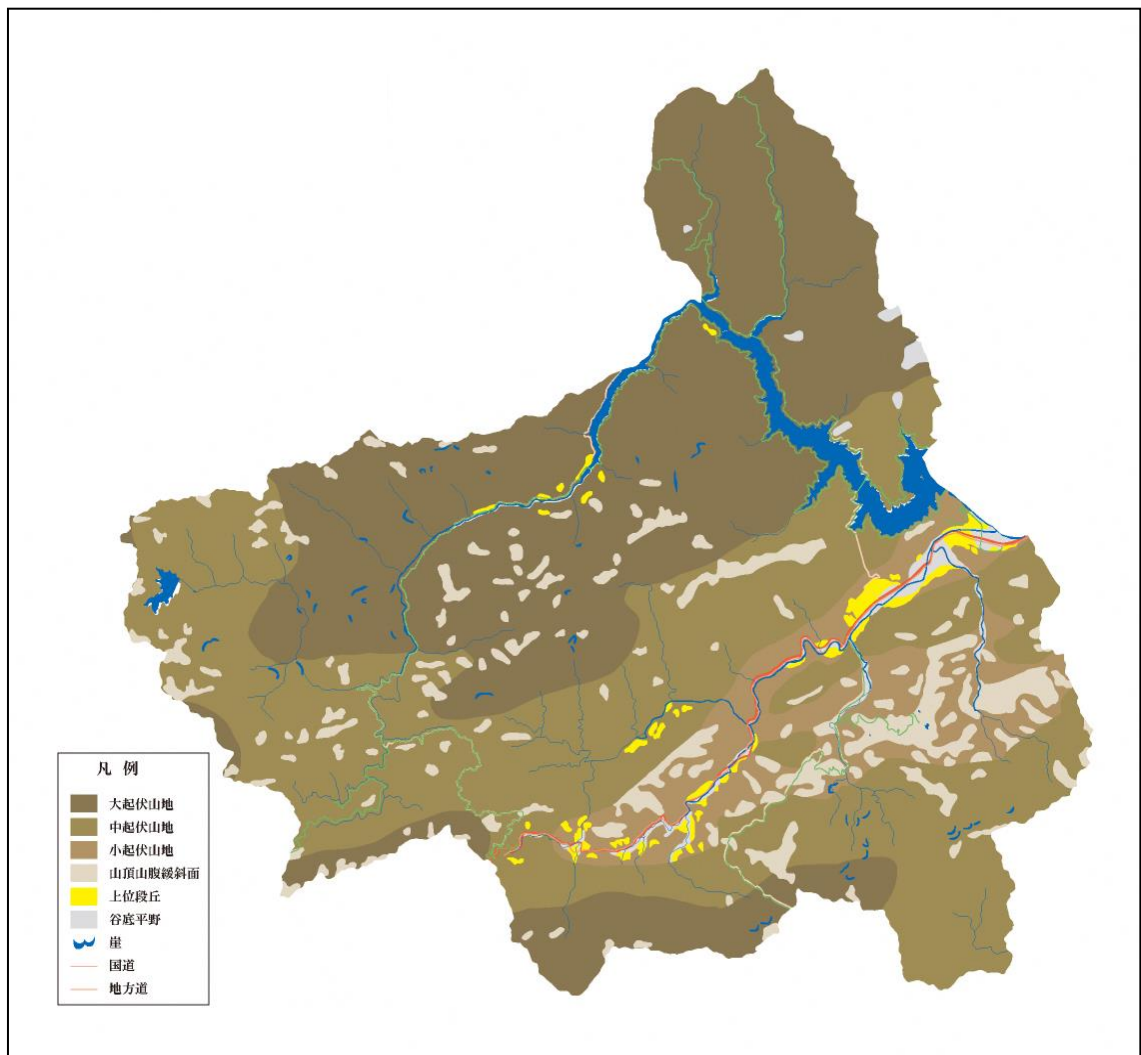 凡 例
大起伏山地
中起伏山地
小起伏山地
山頂山腹緩斜面
上位段丘
谷底平野
崖
国道
地方道